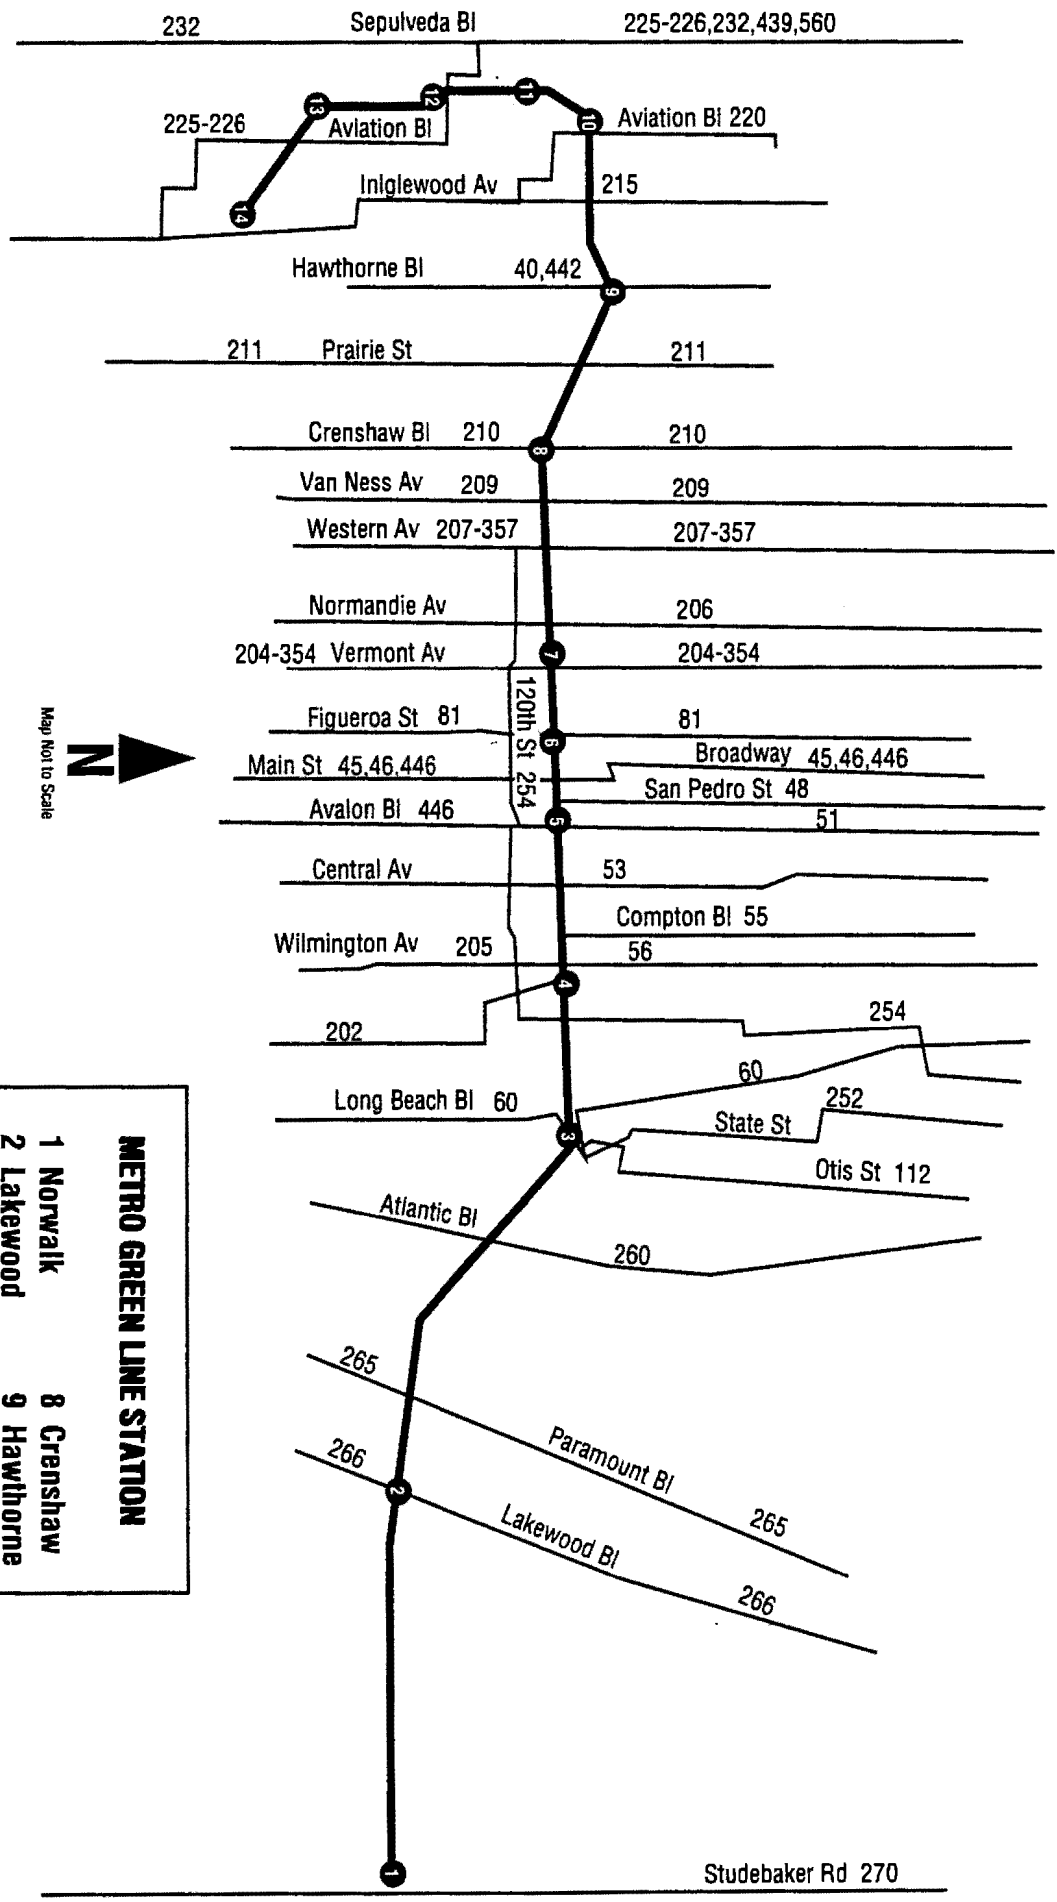 232 Sepulveda Bl 225-226,232,439,560
13 12 11 10
225-226 Aviation Bl Aviation Bl 220
14 Iniglewood Av 215
Hawthorne Bl 40,442
9
211 Prairie St 211
Crenshaw Bl 210 210
8
Van Ness Av 209 209
Western Av 207-357 207-357
Normandie Av 206
204-354 Vermont Av 204-354
7
120th St 254
Figueroa St 81 81
6
Main St 45,46,446 Broadway 45,46,446
San Pedro St 48
Avalon Bl 446 51
5
Central Av 53
Compton Bl 55
Wilmington Av 205 56
4
202 254
60
Long Beach Bl 60 252
3 State St
Otis St 112
Atlantic Bl
260
265 Paramount Bl 265
266 Lakewood Bl 266
2
1
Studebaker Rd 270
N
Map Not to Scale
METRO GREEN LINE STATION
1 Norwalk 8 Crenshaw
2 Lakewood 9 Hawthorne